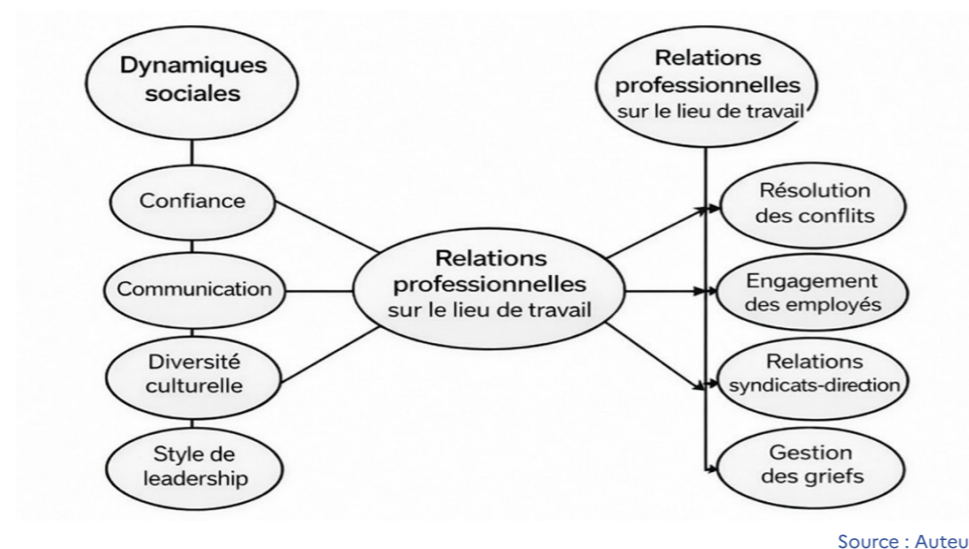 Dynamiques
sociales
Confiance
Communication
Diversité
culturelle
Style de
leadership
Relations
professionnelles
sur le lieu de travail
Relations
professionnelles
sur le lieu de travail
Résolution
des conflits
Engagement
des employés
Relations
syndicats-direction
Gestion
des griefs
Source : Auteu